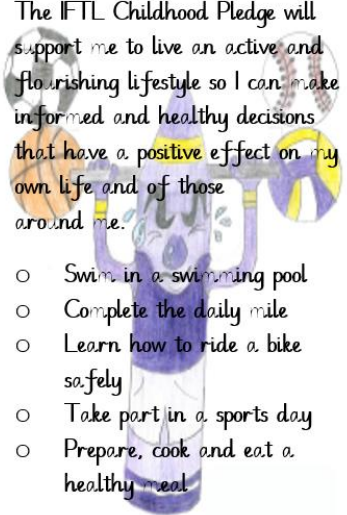 The IFTL Childhood Pledge will
support me to live an active and
flourishing lifestyle so I can make
informed and healthy decisions
that have a positive effect on my
own life and of those
around me.
o Swim in a swimming pool
o Complete the daily mile
o Learn how to ride a bike
safely
o Take part in a sports day
o Prepare, cook and eat a
healthy meal